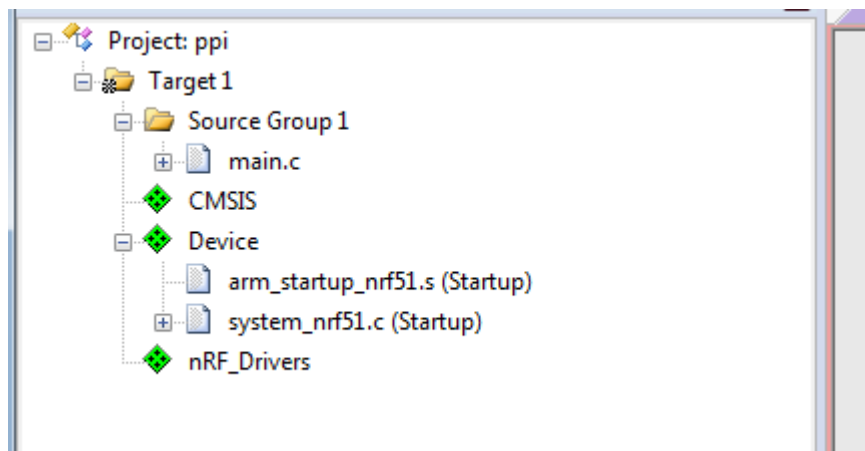 Project: ppi
Target 1
Source Group 1
main.c
CMSIS
Device
arm_startup_nrf51.s (Startup)
system_nrf51.c (Startup)
nRF_Drivers